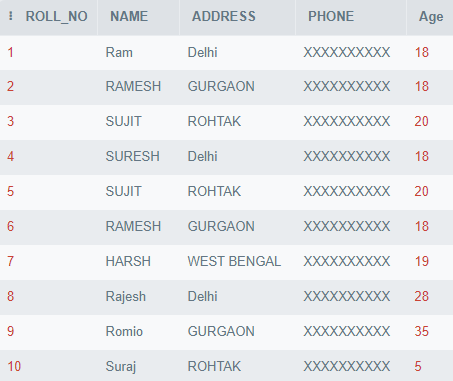 ⋮ ROLL_NO NAME ADDRESS PHONE Age
1 Ram Delhi XXXXXXXXXX 18
2 RAMESH GURGAON XXXXXXXXXX 18
3 SUJIT ROHTAK XXXXXXXXXX 20
4 SURESH Delhi XXXXXXXXXX 18
5 SUJIT ROHTAK XXXXXXXXXX 20
6 RAMESH GURGAON XXXXXXXXXX 18
7 HARSH WEST BENGAL XXXXXXXXXX 19
8 Rajesh Delhi XXXXXXXXXX 28
9 Romio GURGAON XXXXXXXXXX 35
10 Suraj ROHTAK XXXXXXXXXX 5